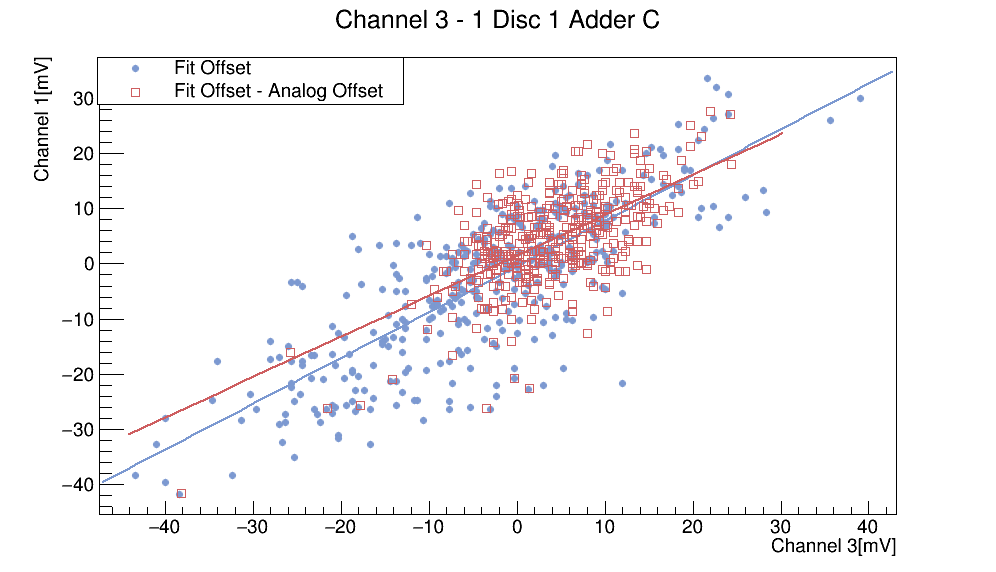 Channel 3 - 1 Disc 1 Adder C
Channel 1[mV]
Fit Offset
Fit Offset - Analog Offset
30
20
10
0
−10
−20
−30
−40
−40 −30 −20 −10 0 10 20 30 40
Channel 3[mV]